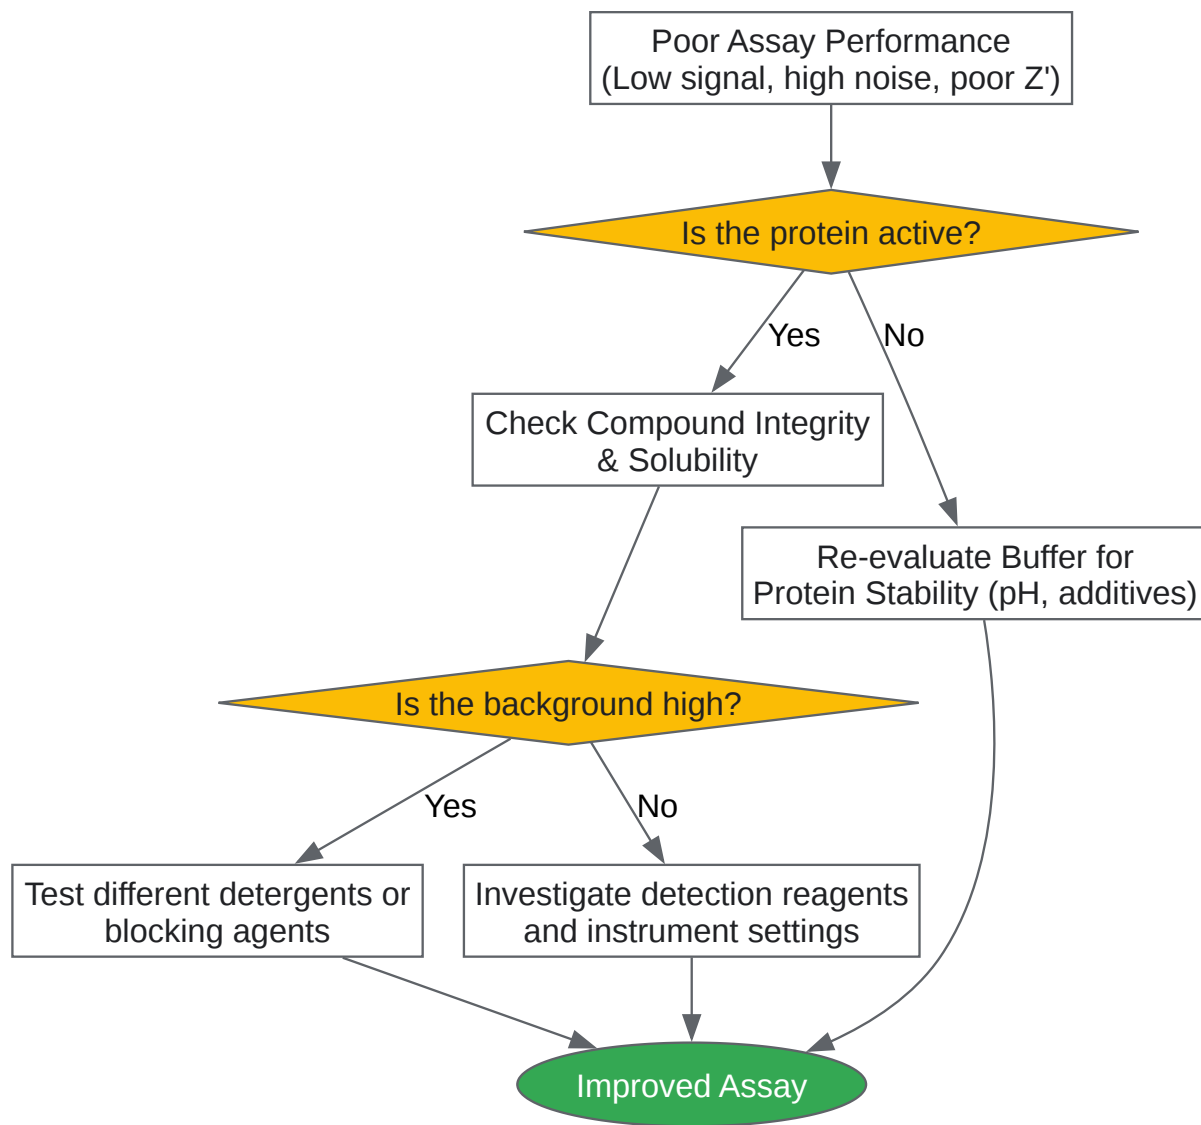 Poor Assay Performance
(Low signal, high noise, poor Z')
Is the protein active?
Yes
No
Check Compound Integrity
& Solubility
Re-evaluate Buffer for
Protein Stability (pH, additives)
Is the background high?
Yes
No
Test different detergents or
blocking agents
Investigate detection reagents
and instrument settings
Improved Assay